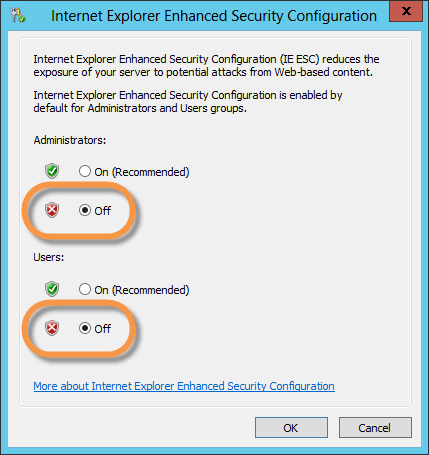 Internet Explorer Enhanced Security Configuration
Internet Explorer Enhanced Security Configuration (IE ESC) reduces the
exposure of your server to potential attacks from Web-based content.
Internet Explorer Enhanced Security Configuration is enabled by
default for Administrators and Users groups.
Administrators:
On (Recommended)
Off
Users:
On (Recommended)
Off
More about Internet Explorer Enhanced Security Configuration
OK Cancel